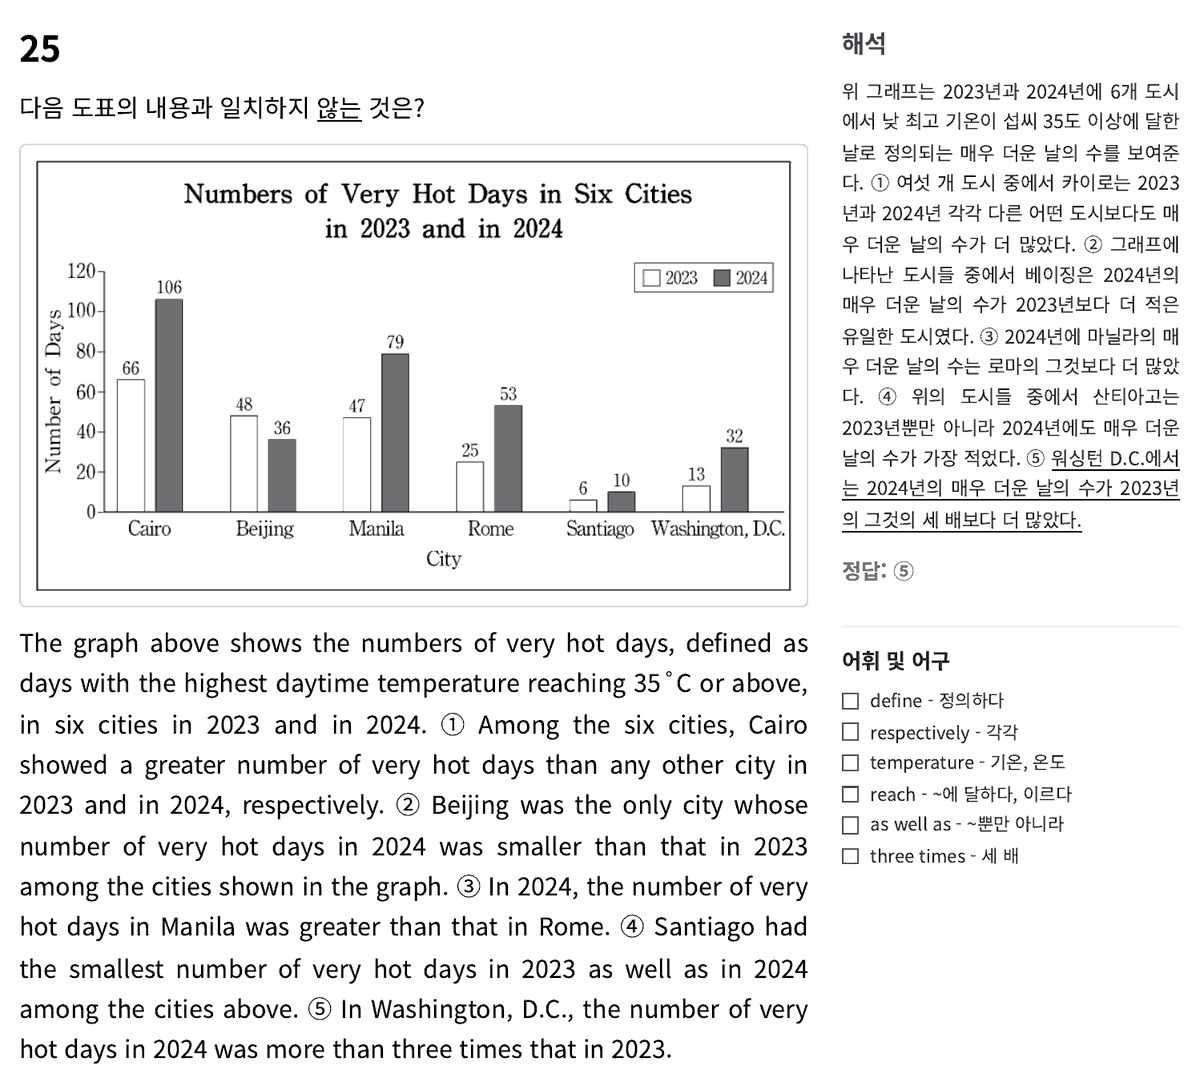 25
다음 도표의 내용과 일치하지 않는 것은?
Numbers of Very Hot Days in Six Cities
in 2023 and in 2024
2023 2024
Number of Days
120
100
80
60
40
20
0
66 106
48 36
47 79
25 53
6 10
13 32
Cairo Beijing Manila Rome Santiago Washington, D.C.
City
The graph above shows the numbers of very hot days, defined as
days with the highest daytime temperature reaching 35˚C or above,
in six cities in 2023 and in 2024. ① Among the six cities, Cairo
showed a greater number of very hot days than any other city in
2023 and in 2024, respectively. ② Beijing was the only city whose
number of very hot days in 2024 was smaller than that in 2023
among the cities shown in the graph. ③ In 2024, the number of very
hot days in Manila was greater than that in Rome. ④ Santiago had
the smallest number of very hot days in 2023 as well as in 2024
among the cities above. ⑤ In Washington, D.C., the number of very
hot days in 2024 was more than three times that in 2023.
해석
위 그래프는 2023년과 2024년에 6개 도시
에서 낮 최고 기온이 섭씨 35도 이상에 달한
날로 정의되는 매우 더운 날의 수를 보여준
다. ① 여섯 개 도시 중에서 카이로는 2023
년과 2024년 각각 다른 어떤 도시보다도 매
우 더운 날의 수가 더 많았다. ② 그래프에
나타난 도시들 중에서 베이징은 2024년의
매우 더운 날의 수가 2023년보다 더 적은
유일한 도시였다. ③ 2024년에 마닐라의 매
우 더운 날의 수는 로마의 그것보다 더 많았
다. ④ 위의 도시들 중에서 산티아고는
2023년뿐만 아니라 2024년에도 매우 더운
날의 수가 가장 적었다. ⑤ 워싱턴 D.C.에서
는 2024년의 매우 더운 날의 수가 2023년
의 그것의 세 배보다 더 많았다.
정답: ⑤
어휘 및 어구
define - 정의하다
respectively - 각각
temperature - 기온, 온도
reach - ~에 달하다, 이르다
as well as - ~뿐만 아니라
three times - 세 배